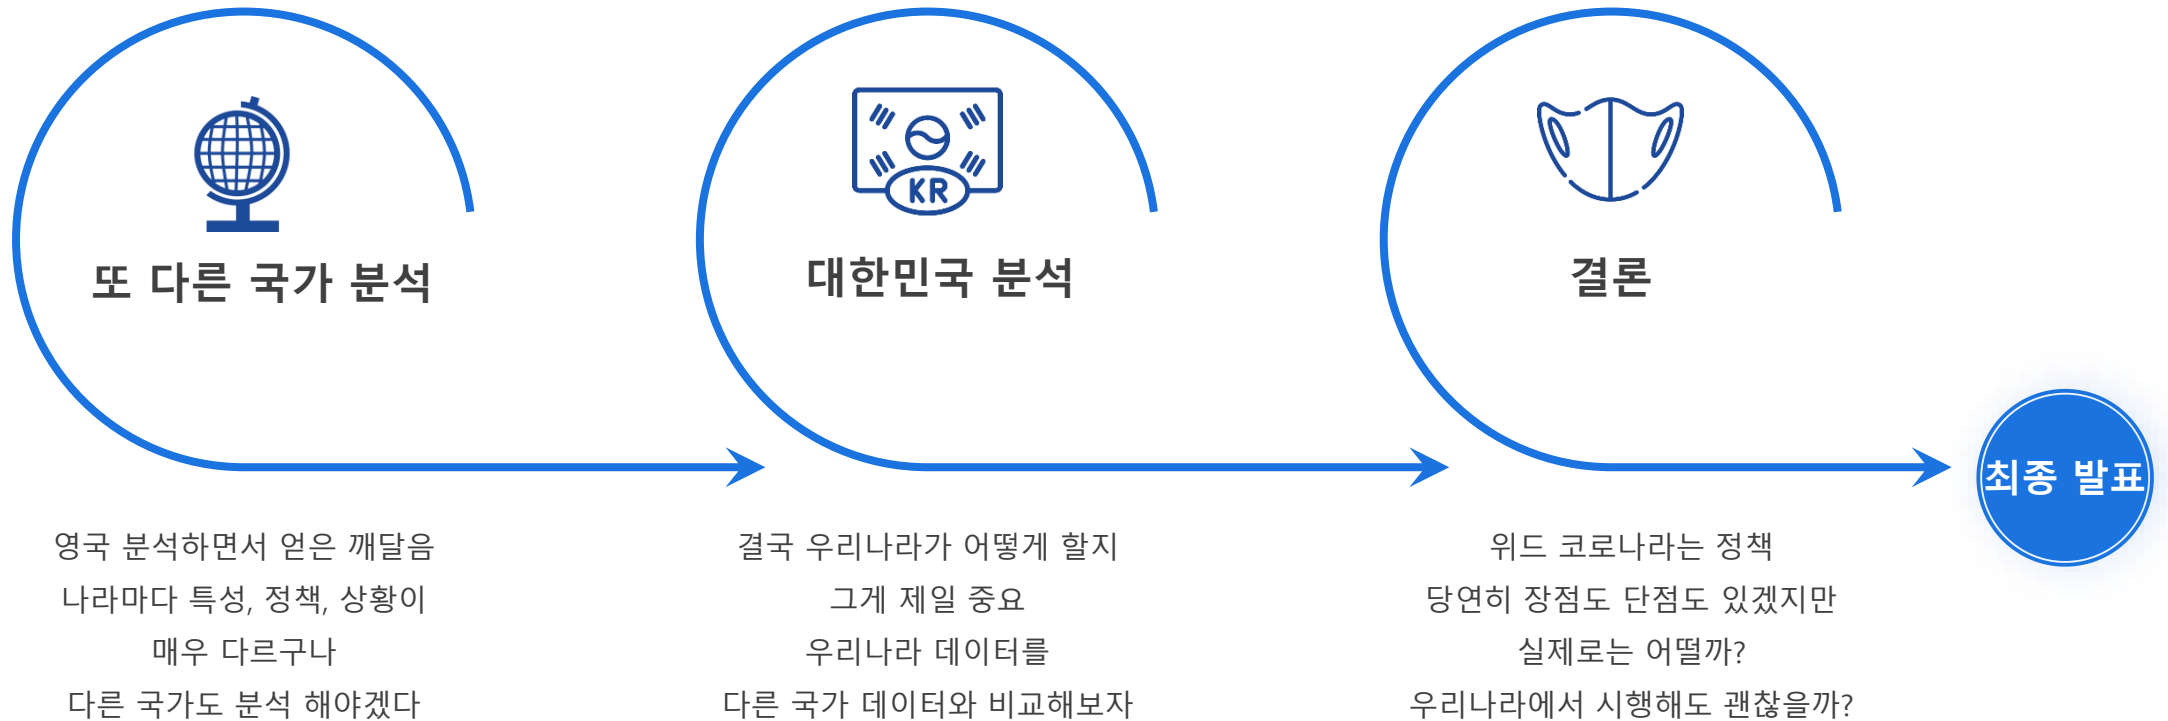 KR
또 다른 국가 분석
대한민국 분석
결론
최종 발표
영국 분석하면서 얻은 깨달음
나라마다 특성, 정책, 상황이
매우 다르구나
다른 국가도 분석 해야겠다
결국 우리나라가 어떻게 할지
그게 제일 중요
우리나라 데이터를
다른 국가 데이터와 비교해보자
위드 코로나라는 정책
당연히 장점도 단점도 있겠지만
실제로는 어떨까?
우리나라에서 시행해도 괜찮을까?